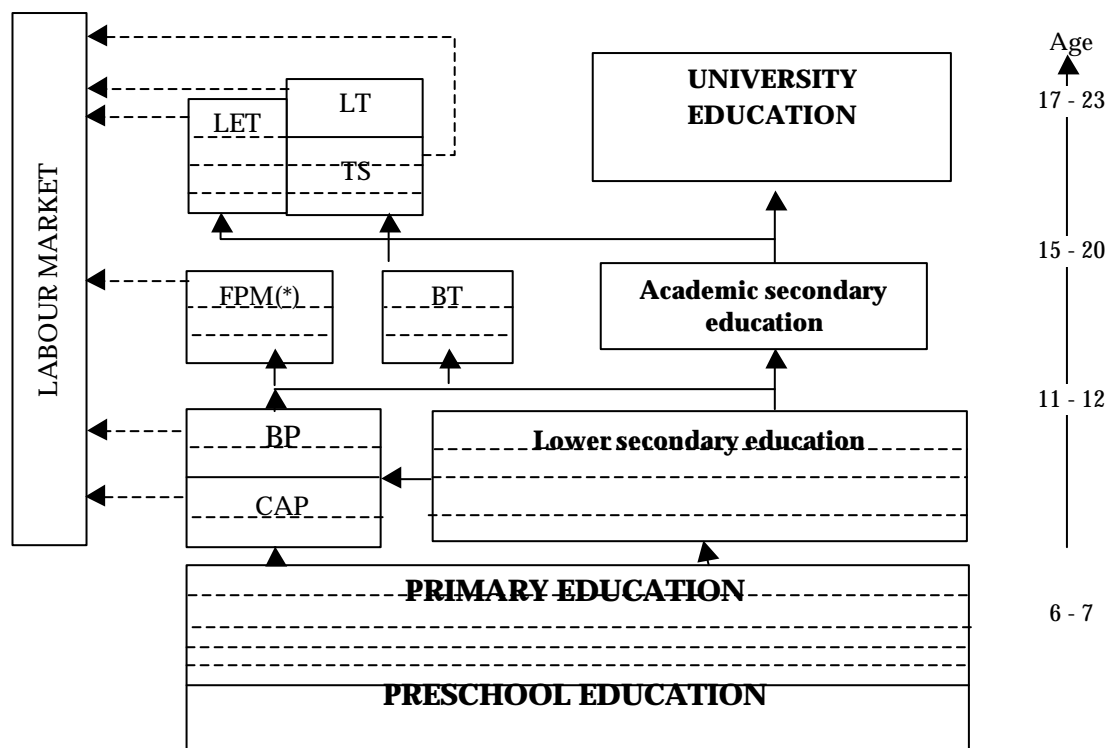 LABOUR MARKET
Age
UNIVERSITY
EDUCATION
17 - 23
LT
LET
TS
15 - 20
FPM(*)
BT
Academic secondary
education
11 - 12
BP
Lower secondary education
CAP
PRIMARY EDUCATION
6 - 7
PRESCHOOL EDUCATION